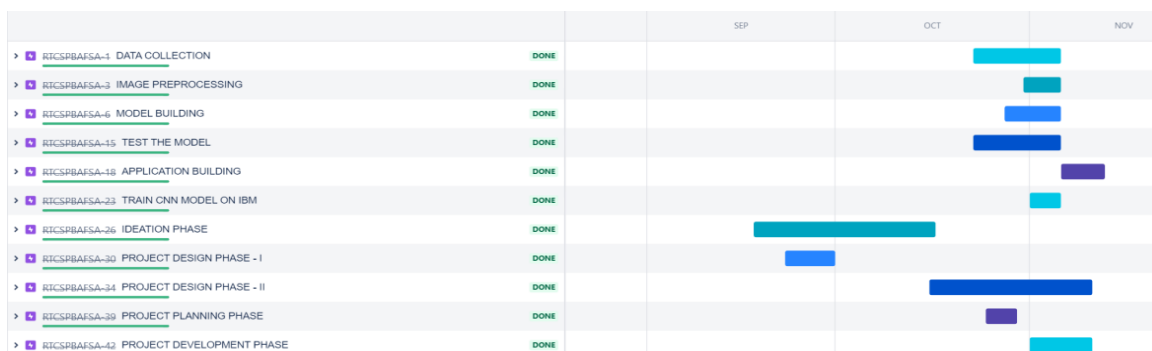 SEP OCT NOV
RTCSPBAFSA-1 DATA COLLECTION DONE
RTCSPBAFSA-3 IMAGE PREPROCESSING DONE
RTCSPBAFSA-6 MODEL BUILDING DONE
RTCSPBAFSA-15 TEST THE MODEL DONE
RTCSPBAFSA-18 APPLICATION BUILDING DONE
RTCSPBAFSA-23 TRAIN CNN MODEL ON IBM DONE
RTCSPBAFSA-26 IDEATION PHASE DONE
RTCSPBAFSA-30 PROJECT DESIGN PHASE - I DONE
RTCSPBAFSA-34 PROJECT DESIGN PHASE - II DONE
RTCSPBAFSA-39 PROJECT PLANNING PHASE DONE
RTCSPBAFSA-42 PROJECT DEVELOPMENT PHASE DONE